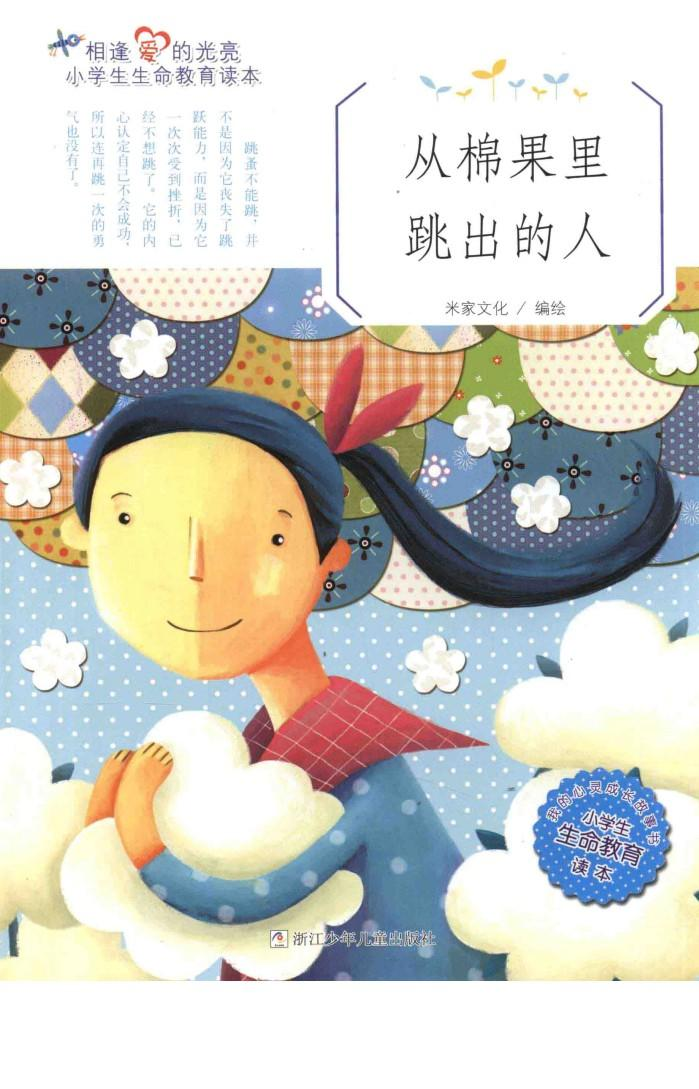 相逢爱的光亮
小学生生命教育读本
跳蚤不能跳，并
不是因为它丧失了跳
跃能力，而是因为它
一次次受到挫折，已
经不想跳了。它的内
心认定自己不会成功，
所以连再跳一次的勇
气也没有了。
从棉果里
跳出的人
米家文化 / 编绘
我的心灵成长故事书
小学生
生命教育
读本
浙江少年儿童出版社